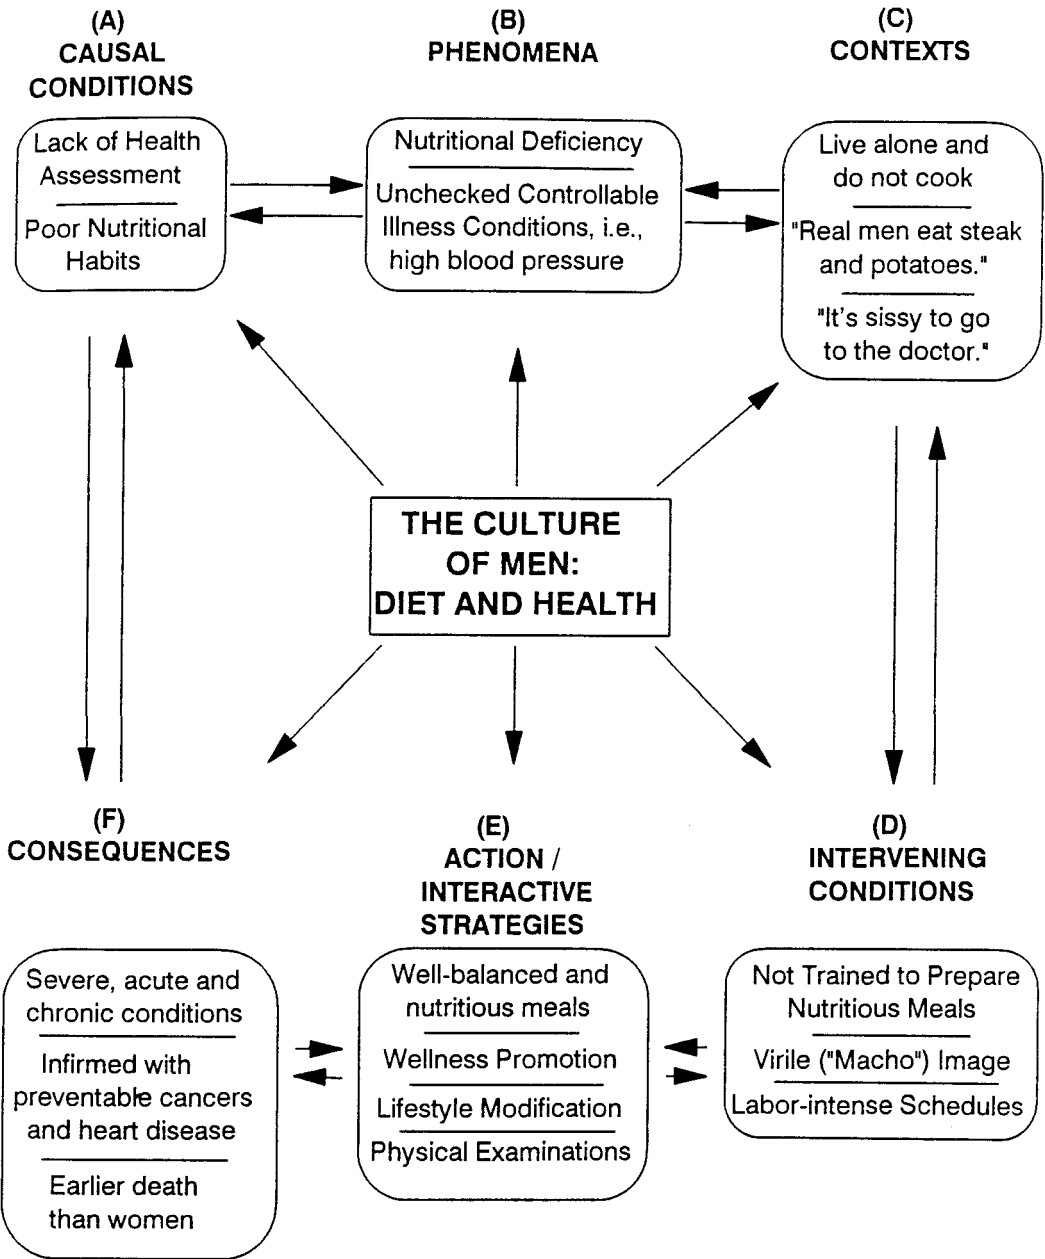 (A)
CAUSAL
CONDITIONS
Lack of Health
Assessment
Poor Nutritional
Habits
(B)
PHENOMENA
Nutritional Deficiency
Unchecked Controllable
Illness Conditions, i.e.,
high blood pressure
(C)
CONTEXTS
Live alone and
do not cook
"Real men eat steak
and potatoes."
"It's sissy to go
to the doctor."
THE CULTURE
OF MEN:
DIET AND HEALTH
(F)
CONSEQUENCES
Severe, acute and
chronic conditions
Infirmed with
preventable cancers
and heart disease
Earlier death
than women
(E)
ACTION /
INTERACTIVE
STRATEGIES
Well-balanced and
nutritious meals
Wellness Promotion
Lifestyle Modification
Physical Examinations
(D)
INTERVENING
CONDITIONS
Not Trained to Prepare
Nutritious Meals
Virile ("Macho") Image
Labor-intense Schedules